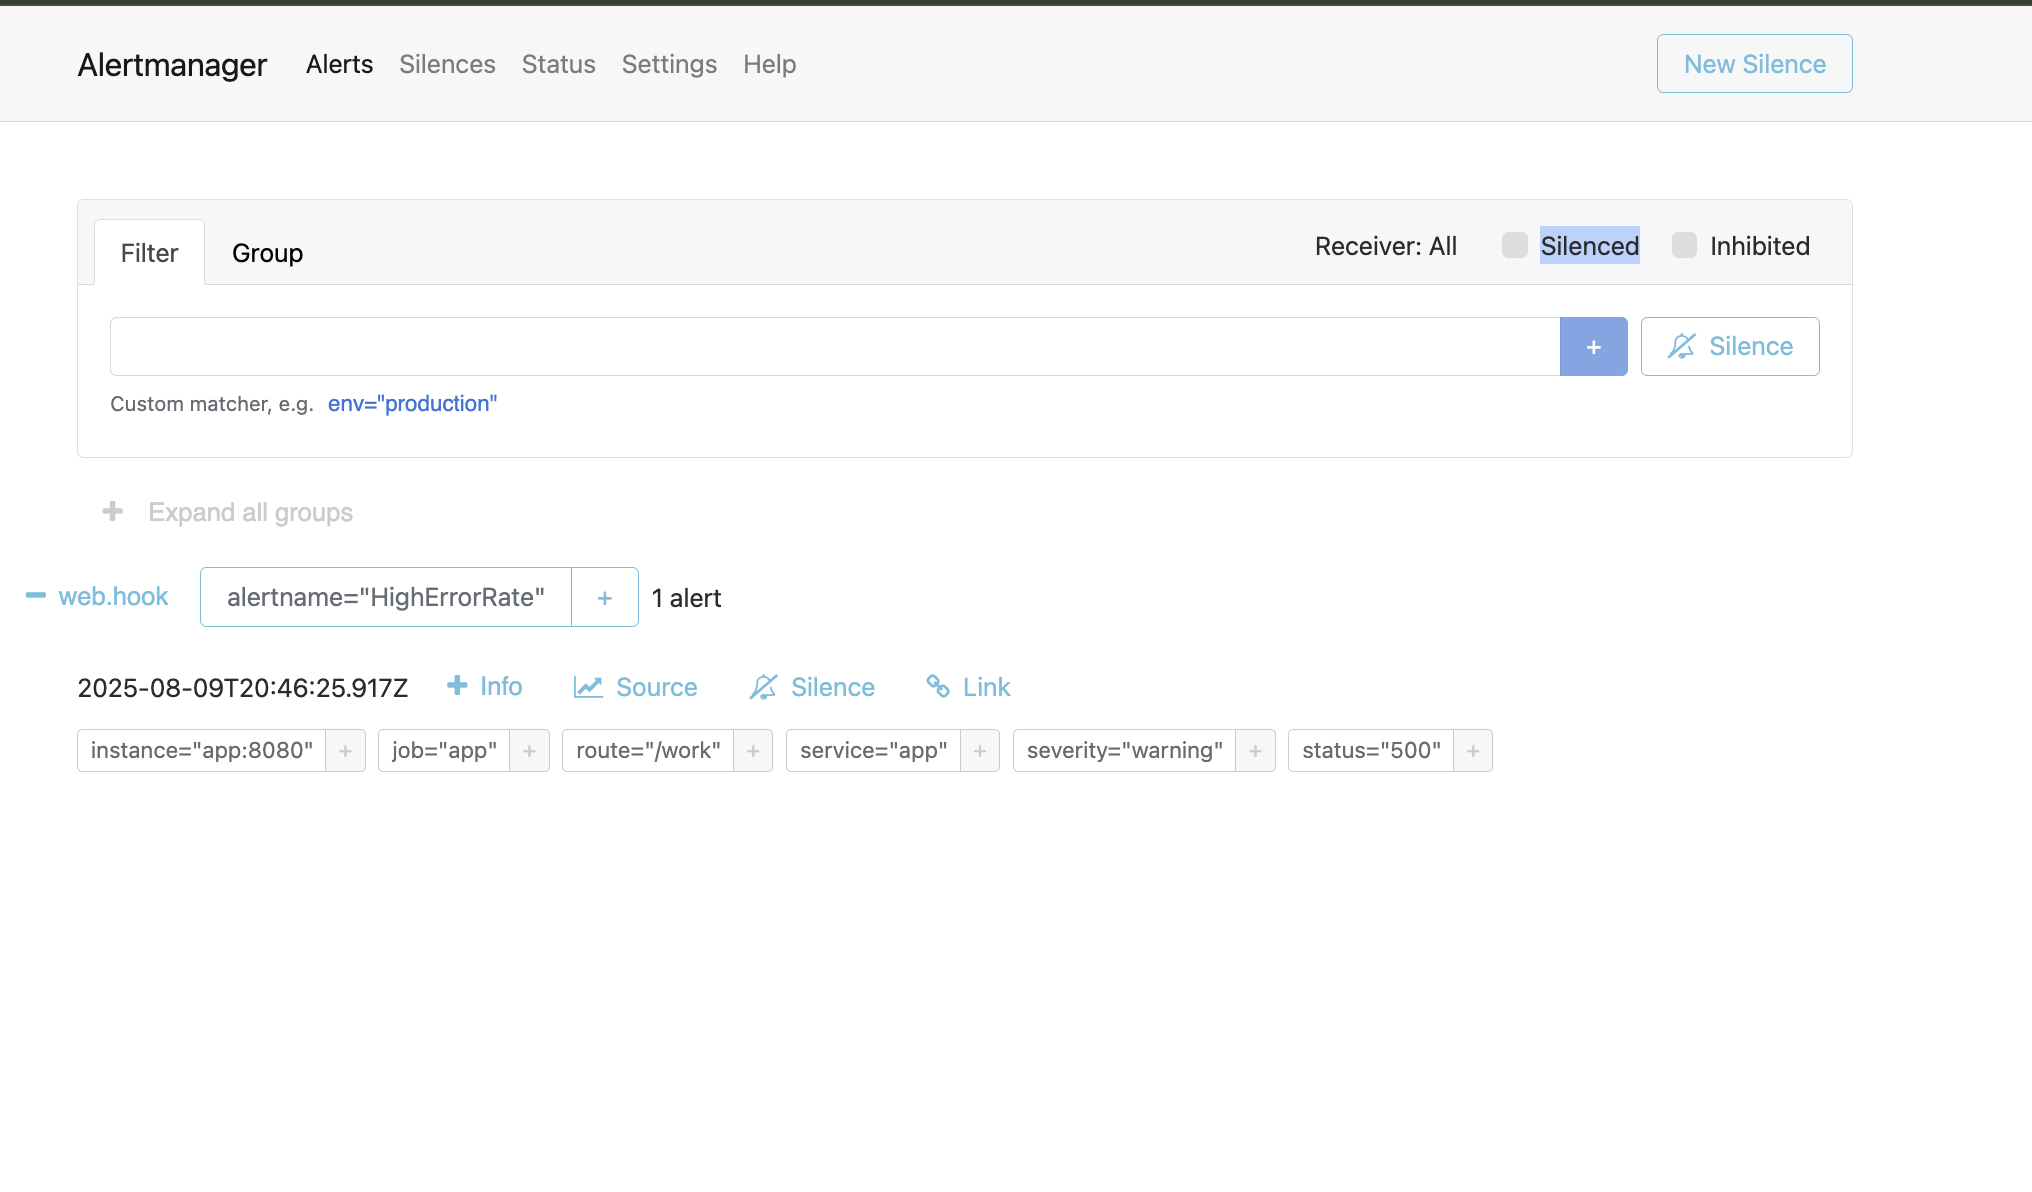 Alertmanager Alerts Silences Status Settings Help New Silence
Filter Group Receiver: All Silenced Inhibited
+ Silence
Custom matcher, e.g. env="production"
+ Expand all groups
− web.hook alertname="HighErrorRate" + 1 alert
2025-08-09T20:46:25.917Z + Info Source Silence Link
instance="app:8080" + job="app" + route="/work" + service="app" + severity="warning" + status="500" +